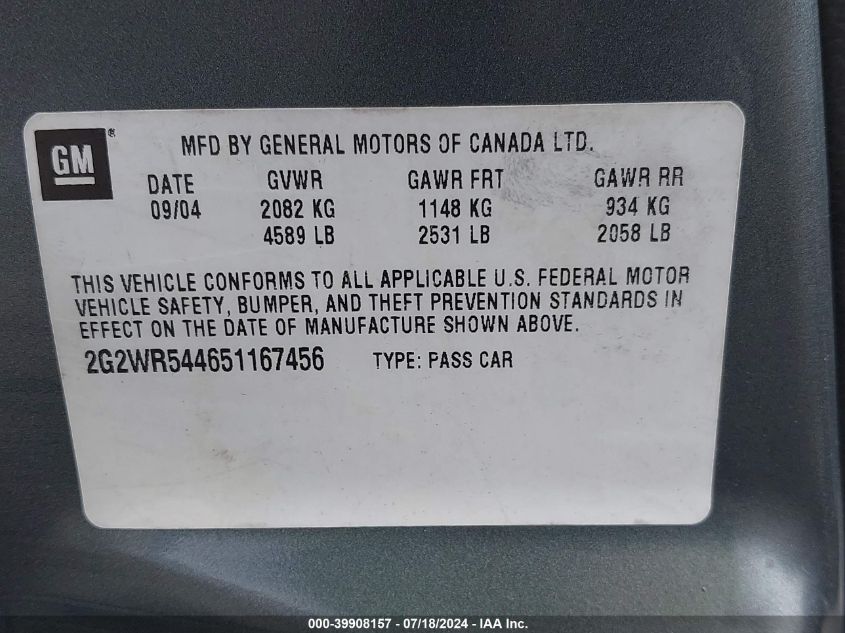 GM®
MFD BY GENERAL MOTORS OF CANADA LTD.
DATE GVWR GAWR FRT GAWR RR
09/04 2082 KG 1148 KG 934 KG
4589 LB 2531 LB 2058 LB
THIS VEHICLE CONFORMS TO ALL APPLICABLE U.S. FEDERAL MOTOR
VEHICLE SAFETY, BUMPER, AND THEFT PREVENTION STANDARDS IN
EFFECT ON THE DATE OF MANUFACTURE SHOWN ABOVE.
2G2WR544651167456 TYPE: PASS CAR
000-39908157 - 07/18/2024 - IAA Inc.